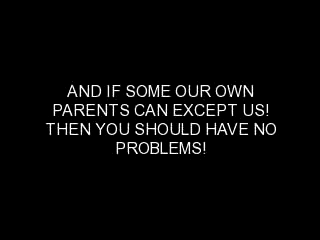 AND IF SOME OUR OWN
PARENTS CAN EXCEPT US!
THEN YOU SHOULD HAVE NO
PROBLEMS!